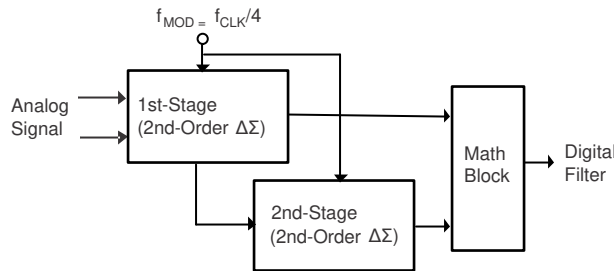 fMOD = fCLK/4
Analog
Signal
1st-Stage
(2nd-Order ΔΣ)
Math
Block
Digital
Filter
2nd-Stage
(2nd-Order ΔΣ)